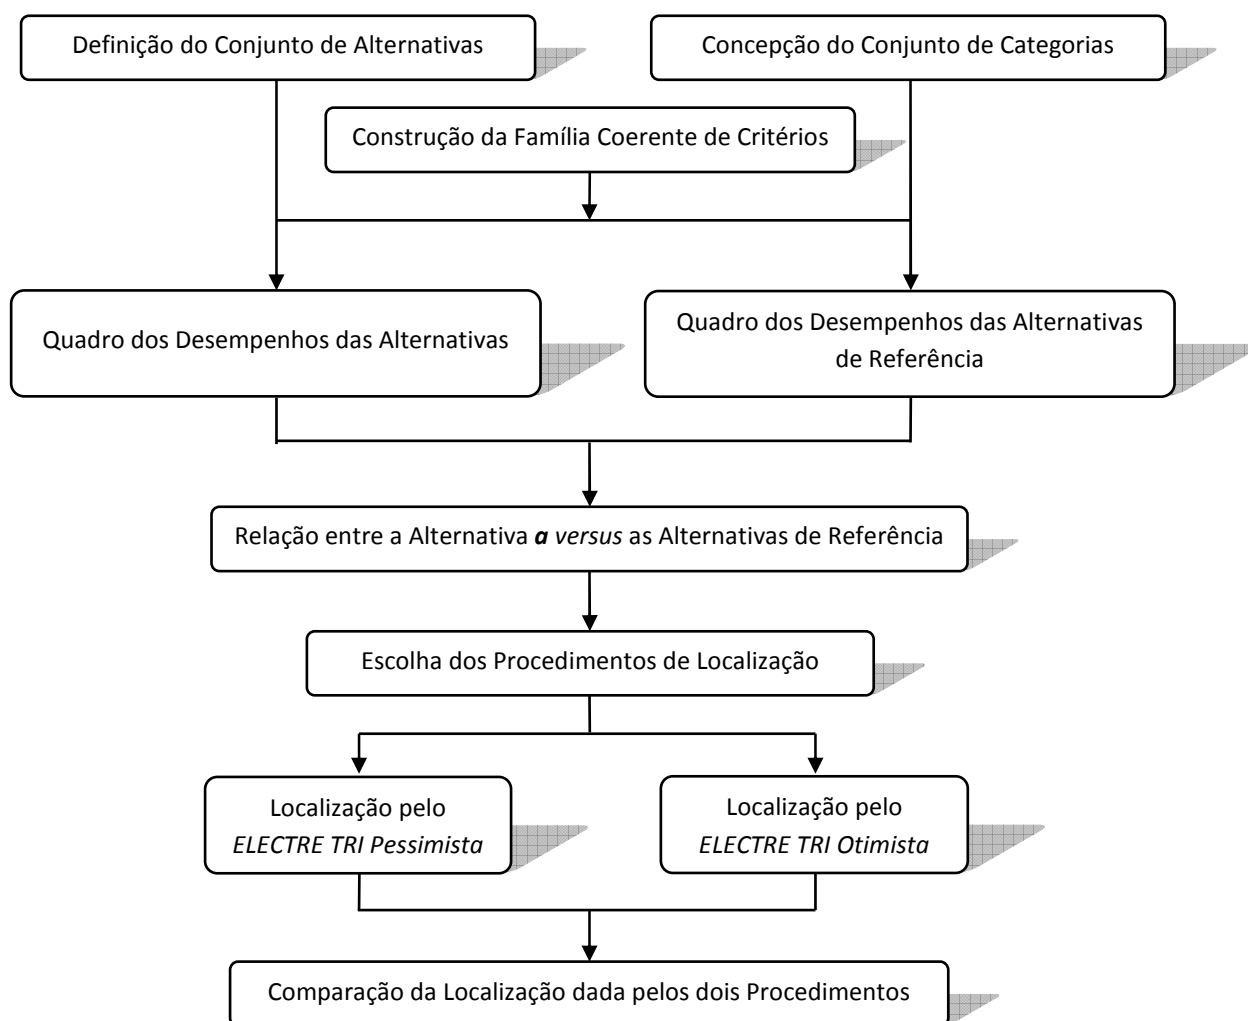 Definição do Conjunto de Alternativas
Concepção do Conjunto de Categorias
Construção da Família Coerente de Critérios
Quadro dos Desempenhos das Alternativas
Quadro dos Desempenhos das Alternativas
de Referência
Relação entre a Alternativa a versus as Alternativas de Referência
Escolha dos Procedimentos de Localização
Localização pelo
ELECTRE TRI Pessimista
Localização pelo
ELECTRE TRI Otimista
Comparação da Localização dada pelos dois Procedimentos